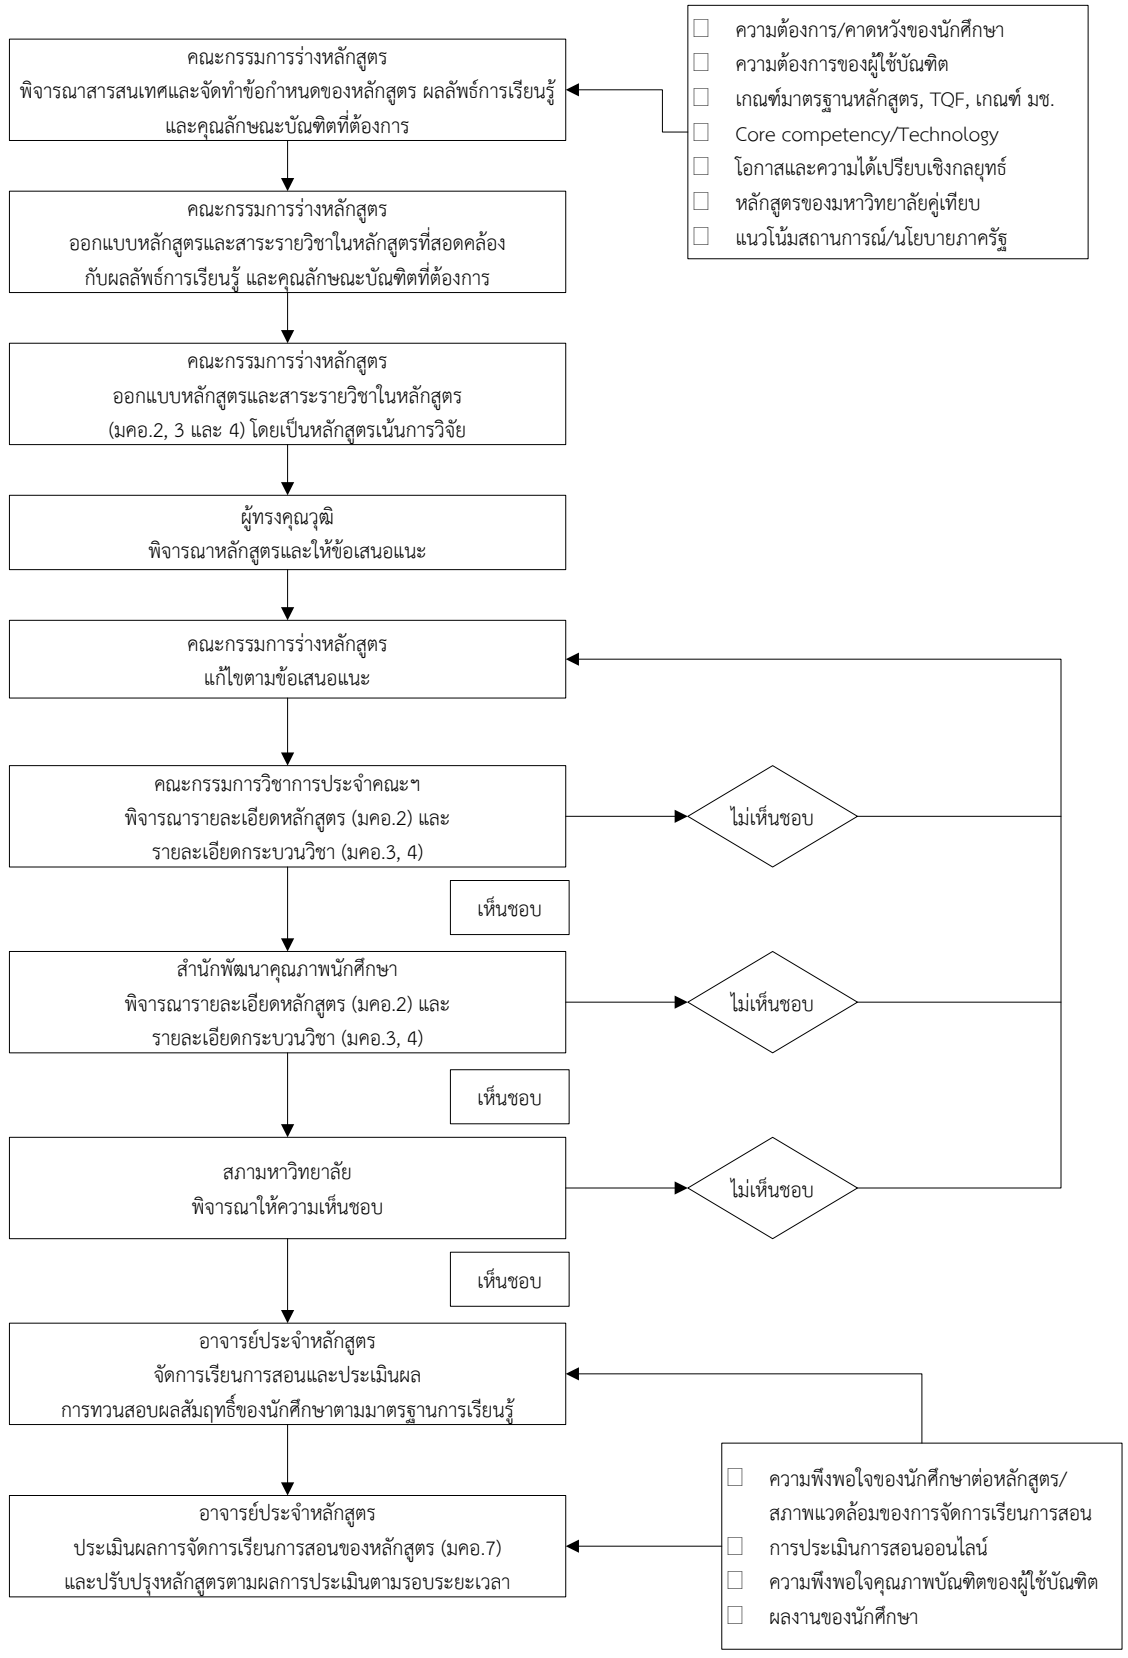 คณะกรรมการร่างหลักสูตร
พิจารณาสารสนเทศและจัดทำข้อกำหนดของหลักสูตร ผลลัพธ์การเรียนรู้
และคุณลักษณะบัณฑิตที่ต้องการ
ความต้องการ/คาดหวังของนักศึกษา
ความต้องการของผู้ใช้บัณฑิต
เกณฑ์มาตรฐานหลักสูตร, TQF, เกณฑ์ มช.
Core competency/Technology
โอกาสและความได้เปรียบเชิงกลยุทธ์
หลักสูตรของมหาวิทยาลัยคู่เทียบ
แนวโน้มสถานการณ์/นโยบายภาครัฐ
คณะกรรมการร่างหลักสูตร
ออกแบบหลักสูตรและสาระรายวิชาในหลักสูตรที่สอดคล้อง
กับผลลัพธ์การเรียนรู้ และคุณลักษณะบัณฑิตที่ต้องการ
คณะกรรมการร่างหลักสูตร
ออกแบบหลักสูตรและสาระรายวิชาในหลักสูตร
(มคอ.2, 3 และ 4) โดยเป็นหลักสูตรเน้นการวิจัย
ผู้ทรงคุณวุฒิ
พิจารณาหลักสูตรและให้ข้อเสนอแนะ
คณะกรรมการร่างหลักสูตร
แก้ไขตามข้อเสนอแนะ
คณะกรรมการวิชาการประจำคณะฯ
พิจารณารายละเอียดหลักสูตร (มคอ.2) และ
รายละเอียดกระบวนวิชา (มคอ.3, 4)
ไม่เห็นชอบ
เห็นชอบ
สำนักพัฒนาคุณภาพนักศึกษา
พิจารณารายละเอียดหลักสูตร (มคอ.2) และ
รายละเอียดกระบวนวิชา (มคอ.3, 4)
ไม่เห็นชอบ
เห็นชอบ
สภามหาวิทยาลัย
พิจารณาให้ความเห็นชอบ
ไม่เห็นชอบ
เห็นชอบ
อาจารย์ประจำหลักสูตร
จัดการเรียนการสอนและประเมินผล
การทวนสอบผลสัมฤทธิ์ของนักศึกษาตามมาตรฐานการเรียนรู้
อาจารย์ประจำหลักสูตร
ประเมินผลการจัดการเรียนการสอนของหลักสูตร (มคอ.7)
และปรับปรุงหลักสูตรตามผลการประเมินตามรอบระยะเวลา
ความพึงพอใจของนักศึกษาต่อหลักสูตร/
สภาพแวดล้อมของการจัดการเรียนการสอน
การประเมินการสอนออนไลน์
ความพึงพอใจคุณภาพบัณฑิตของผู้ใช้บัณฑิต
ผลงานของนักศึกษา